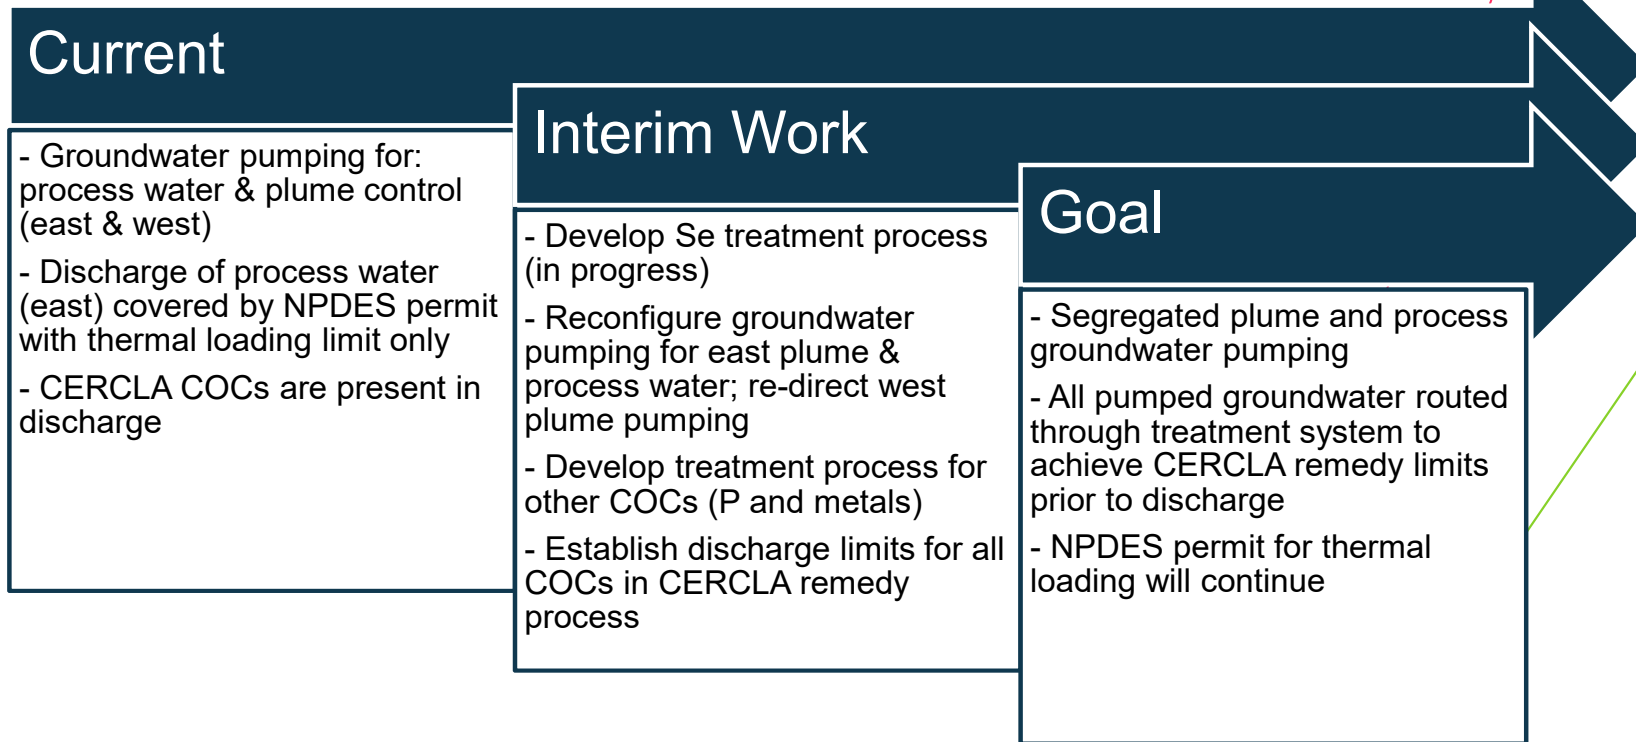 Current
- Groundwater pumping for:
process water & plume control
(east & west)
- Discharge of process water
(east) covered by NPDES permit
with thermal loading limit only
- CERCLA COCs are present in
discharge
Interim Work
- Develop Se treatment process
(in progress)
- Reconfigure groundwater
pumping for east plume &
process water; re-direct west
plume pumping
- Develop treatment process for
other COCs (P and metals)
- Establish discharge limits for all
COCs in CERCLA remedy
process
Goal
- Segregated plume and process
groundwater pumping
- All pumped groundwater routed
through treatment system to
achieve CERCLA remedy limits
prior to discharge
- NPDES permit for thermal
loading will continue